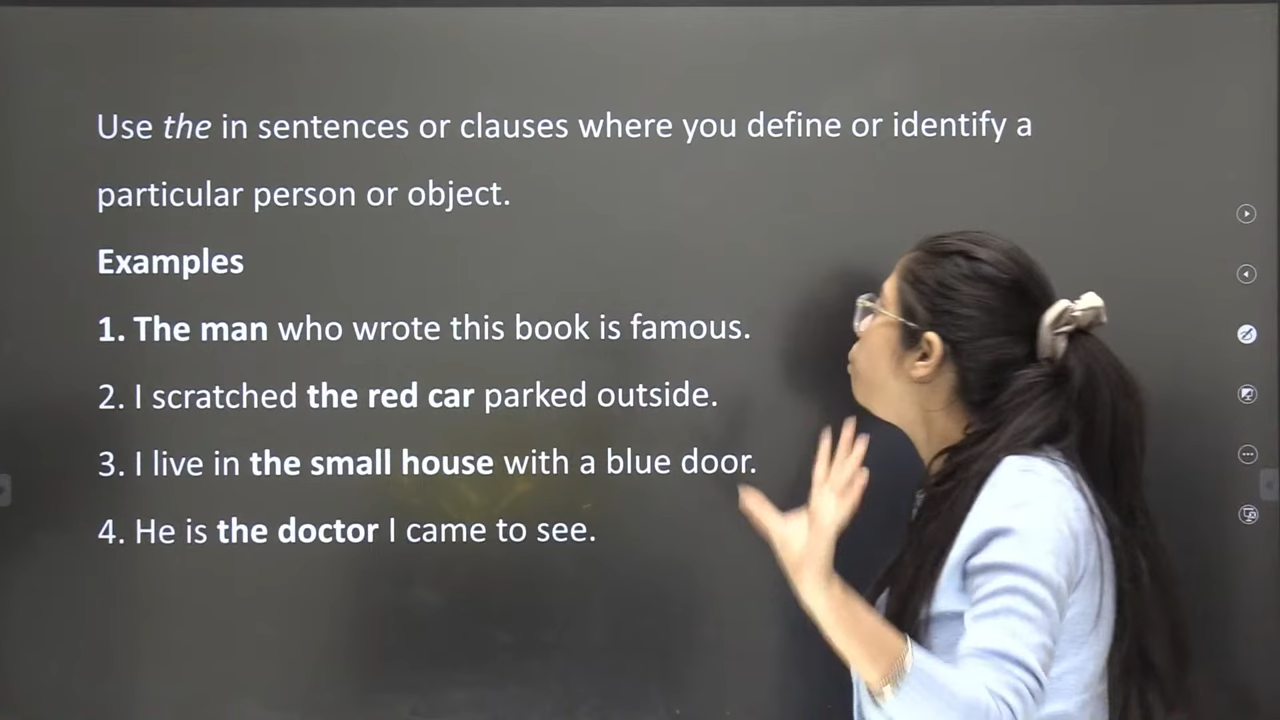 Use the in sentences or clauses where you define or identify a
particular person or object.
Examples
1. The man who wrote this book is famous.
2. I scratched the red car parked outside.
3. I live in the small house with a blue door.
4. He is the doctor I came to see.